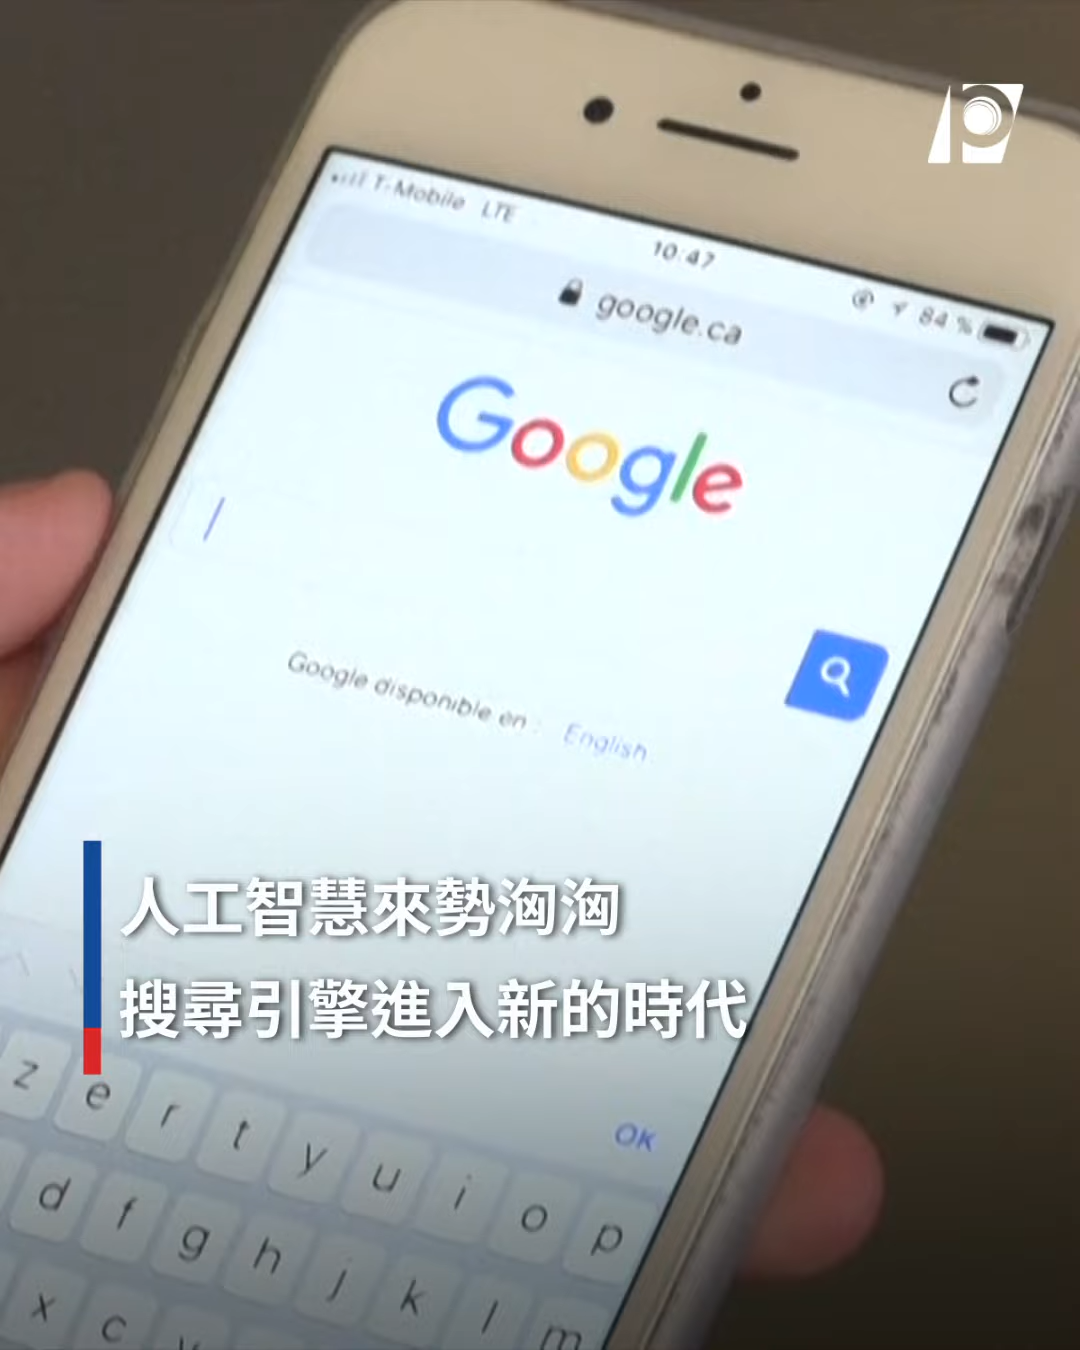 T-Mobile LTE
10:47
84 %
google.ca
Google
Google disponible en : English
人工智慧來勢洶洶
搜尋引擎進入新的時代
OK
z e r t y u i o p
d f g h j k l m
x c v